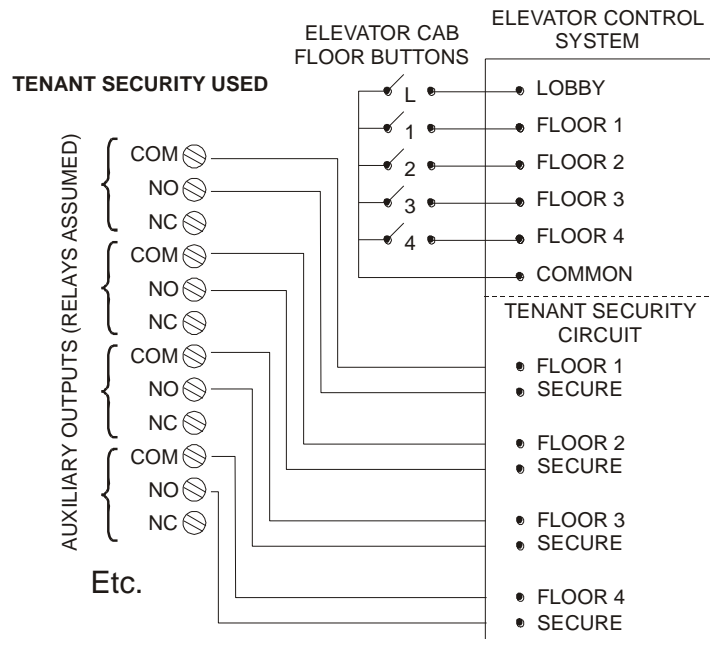 ELEVATOR CONTROL
SYSTEM
ELEVATOR CAB
FLOOR BUTTONS
TENANT SECURITY USED
L
1
2
3
4
LOBBY
FLOOR 1
FLOOR 2
FLOOR 3
FLOOR 4
COMMON
AUXILIARY OUTPUTS (RELAYS ASSUMED)
COM
NO
NC
COM
NO
NC
COM
NO
NC
COM
NO
NC
Etc.
TENANT SECURITY
CIRCUIT
FLOOR 1
SECURE
FLOOR 2
SECURE
FLOOR 3
SECURE
FLOOR 4
SECURE